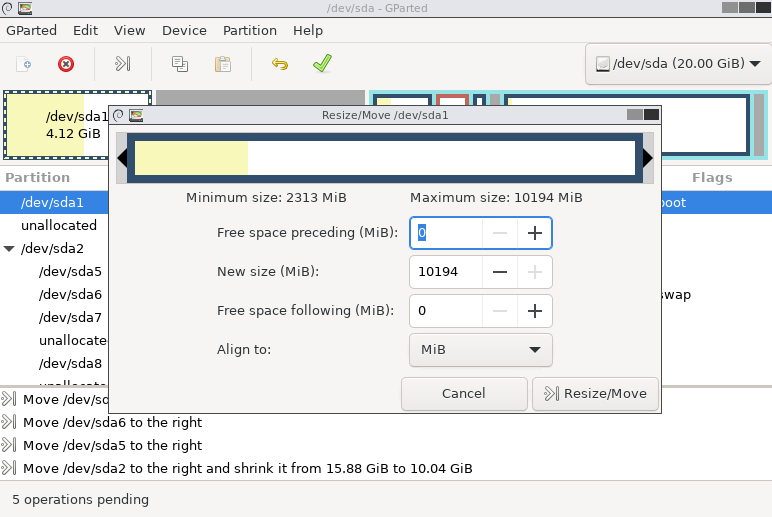 /dev/sda - GParted
GParted Edit View Device Partition Help
/dev/sda (20.00 GiB)
/dev/sda1
4.12 GiB
Partition Flags
/dev/sda1 boot
unallocated
/dev/sda2
/dev/sda5
/dev/sda6 swap
/dev/sda7
unallocate
/dev/sda8
Resize/Move /dev/sda1
Minimum size: 2313 MiB Maximum size: 10194 MiB
Free space preceding (MiB): 0
New size (MiB): 10194
Free space following (MiB): 0
Align to: MiB
Cancel Resize/Move
Move /dev/sd
Move /dev/sda6 to the right
Move /dev/sda5 to the right
Move /dev/sda2 to the right and shrink it from 15.88 GiB to 10.04 GiB
5 operations pending